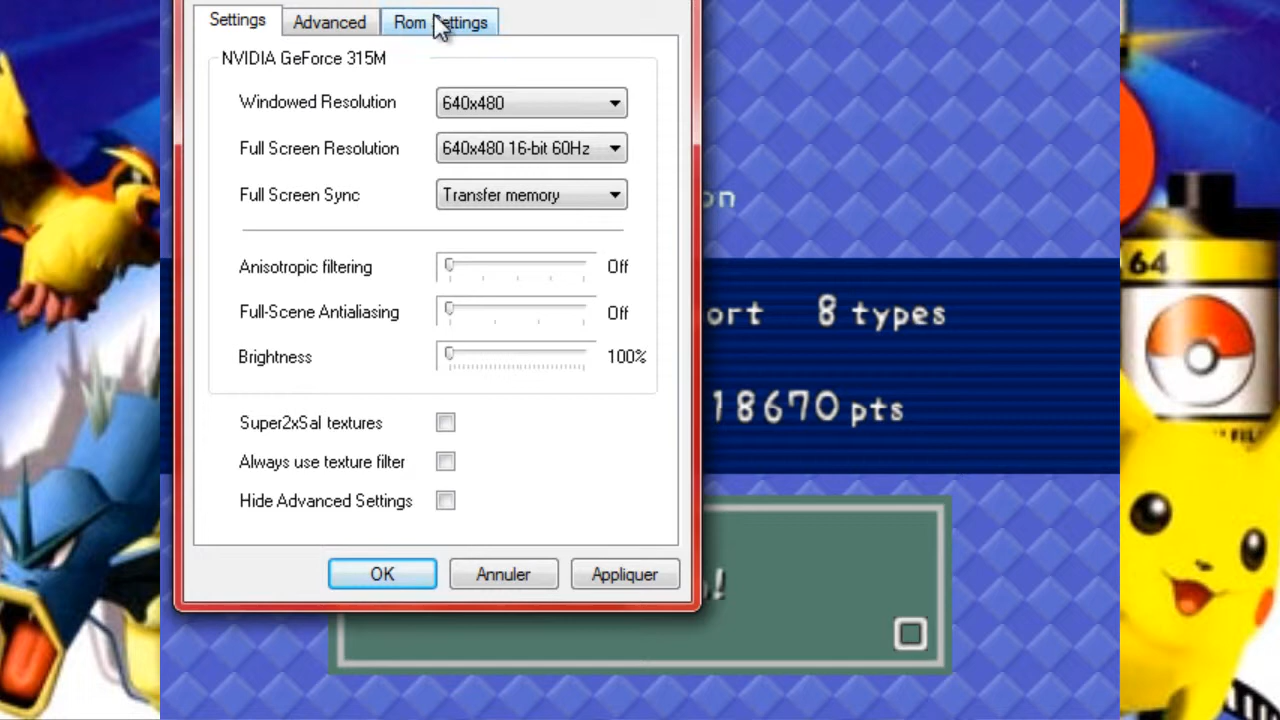 Settings Advanced Rom Settings
NVIDIA GeForce 315M
Windowed Resolution 640x480
Full Screen Resolution 640x480 16-bit 60Hz
on
Full Screen Sync Transfer memory
64
Anisotropic filtering Off
Full-Scene Antialiasing Off
ort 8 types
Brightness 100%
18670 pts
Super2xSal textures
Always use texture filter
Hide Advanced Settings
OK Annuler Appliquer
!